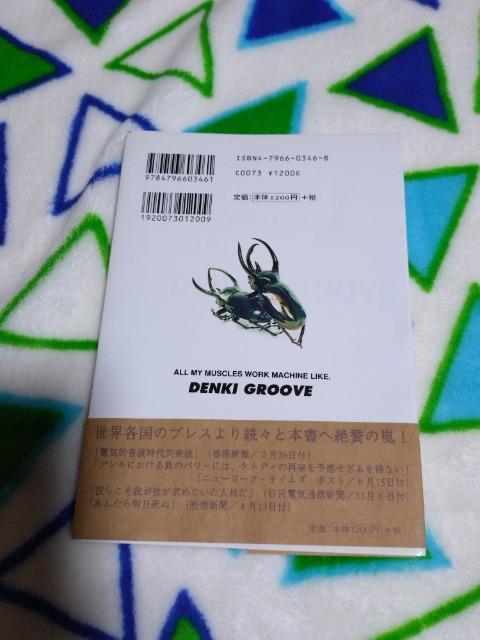 ISBN4-7966-0346-8
9784796603461
C0073 ¥1200E
定価:本体1200円+税
1920073012009
ALL MY MUSCLES WORK MACHINE LIKE.
DENKI GROOVE
世界各国のプレスより続々と本書へ絶賛の嵐!
「電気的音波時代到来哉」(香港新報/2月26日付)
「アジキにおける負のパワーには、ケネディの再来を予感せざるを得ない」
(ニューヨーク・タイムズ・ポスト/8月15日付)
「彼らこそ我が社が求めていた人材だ」(日刊電気通信新聞/11月4日付)
「あんたら明日死ぬ」(恐怖新聞/4月13日付)
定価:本体1200円+税